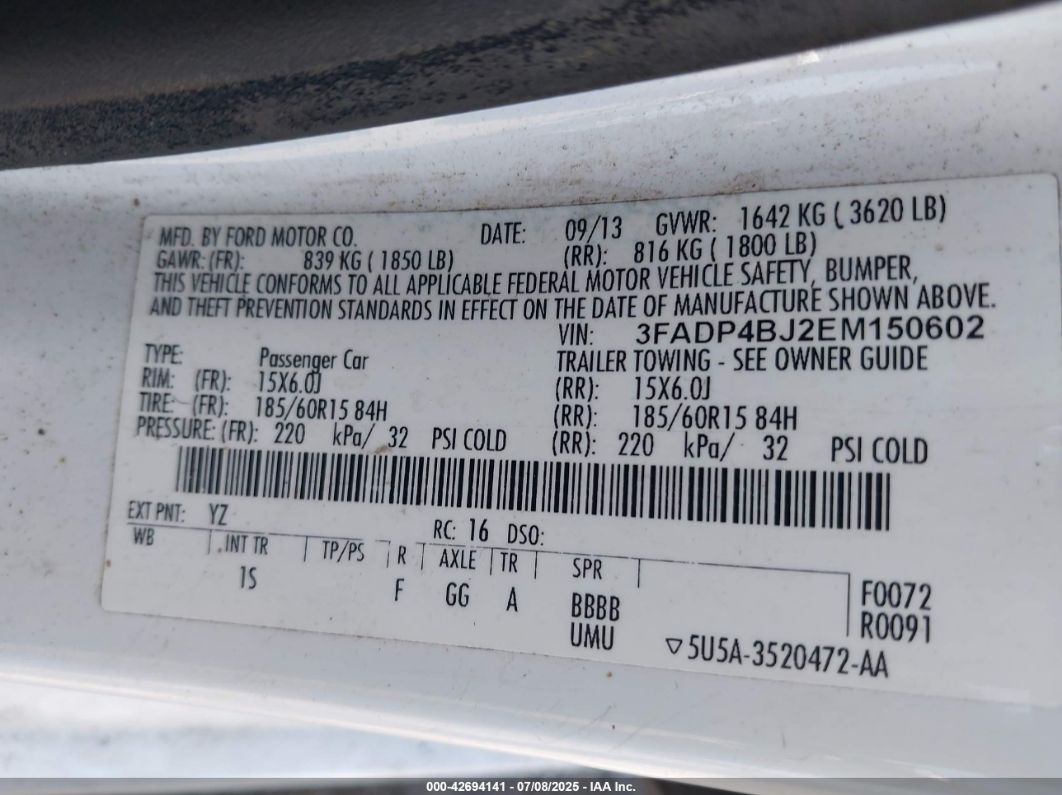 MFD. BY FORD MOTOR CO. DATE: 09/13 GVWR: 1642 KG ( 3620 LB)
GAWR: (FR): 839 KG ( 1850 LB) (RR): 816 KG ( 1800 LB)
THIS VEHICLE CONFORMS TO ALL APPLICABLE FEDERAL MOTOR VEHICLE SAFETY, BUMPER,
AND THEFT PREVENTION STANDARDS IN EFFECT ON THE DATE OF MANUFACTURE SHOWN ABOVE.
VIN: 3FADP4BJ2EM150602
TYPE: Passenger Car TRAILER TOWING - SEE OWNER GUIDE
RIM: (FR): 15X6.0J (RR): 15X6.0J
TIRE: (FR): 185/60R15 84H (RR): 185/60R15 84H
PRESSURE: (FR): 220 kPa/ 32 PSI COLD (RR): 220 kPa/ 32 PSI COLD
EXT PNT: YZ RC: 16 DSO:
WB INT TR TP/PS R AXLE TR SPR
1S F GG A BBBB F0072
UMU R0091
▽5U5A-3520472-AA
000-42694141 - 07/08/2025 - IAA Inc.